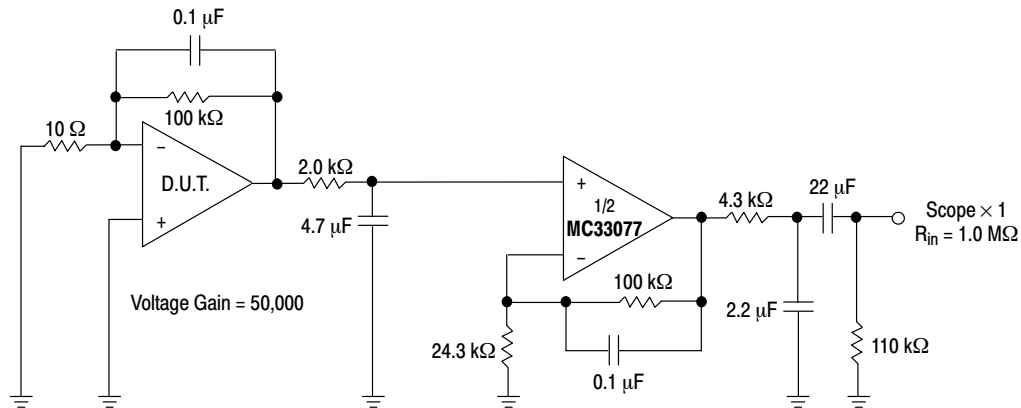 0.1 μF
100 kΩ
10 Ω
−
D.U.T.
+
2.0 kΩ
4.7 μF
Voltage Gain = 50,000
+
1/2
MC33077
−
4.3 kΩ
22 μF
Scope × 1
Rin = 1.0 MΩ
100 kΩ
2.2 μF
24.3 kΩ
0.1 μF
110 kΩ